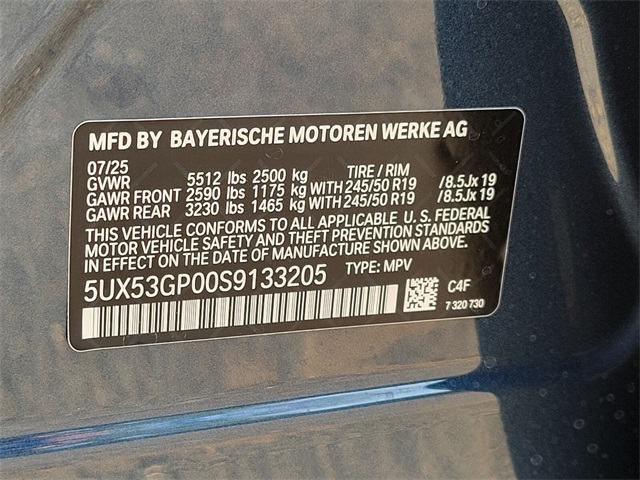 MFD BY BAYERISCHE MOTOREN WERKE AG
07/25
GVWR 5512 lbs 2500 kg TIRE / RIM
GAWR FRONT 2590 lbs 1175 kg WITH 245/50 R19 /8.5Jx19
GAWR REAR 3230 lbs 1465 kg WITH 245/50 R19 /8.5Jx19
THIS VEHICLE CONFORMS TO ALL APPLICABLE U. S. FEDERAL
MOTOR VEHICLE SAFETY AND THEFT PREVENTION STANDARDS
IN EFFECT ON THE DATE OF MANUFACTURE SHOWN ABOVE.
5UX53GP00S9133205 TYPE: MPV
C4F
7 320 730